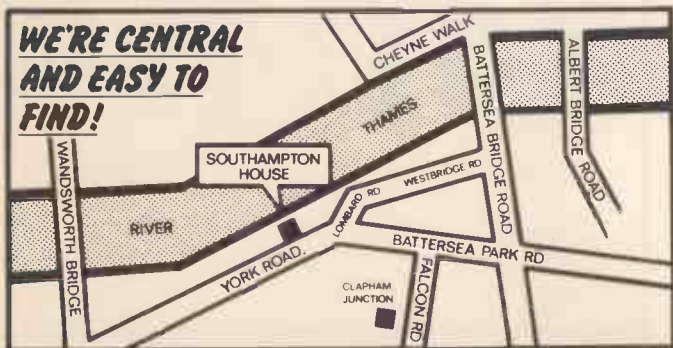 WE'RE CENTRAL
AND EASY TO
FIND!
CHEYNE WALK
BATTERSEA BRIDGE ROAD
ALBERT BRIDGE ROAD
THAMES
WANDSWORTH BRIDGE
SOUTHAMPTON
HOUSE
RIVER
LOMBARD RD
WESTBRIDGE RD
YORK ROAD.
BATTERSEA PARK RD
FALCON RD
CLAPHAM
JUNCTION